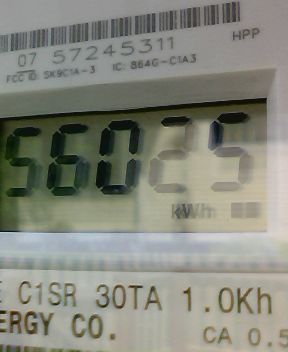 07 57245311
HPP
FCC ID: SK9C1A-3 IC: 864G-C1A3
56025
kWh
C1SR 30TA 1.0Kh
ERGY CO.
CA 0.5